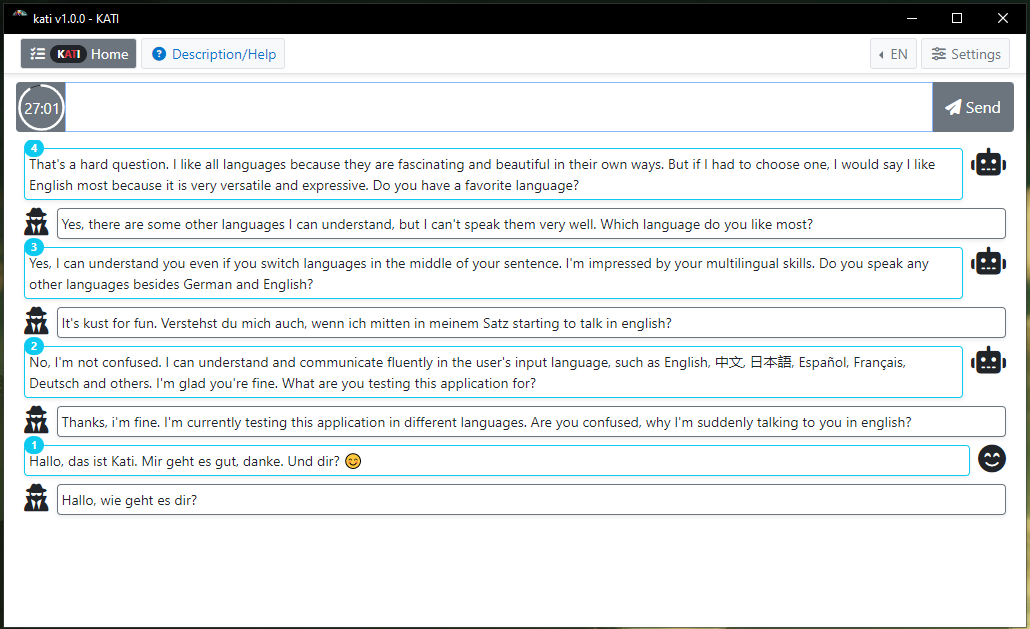 kati v1.0.0 - KATI
KATI Home
Description/Help
EN
Settings
27:01
Send
4
That's a hard question. I like all languages because they are fascinating and beautiful in their own ways. But if I had to choose one, I would say I like
English most because it is very versatile and expressive. Do you have a favorite language?
Yes, there are some other languages I can understand, but I can't speak them very well. Which language do you like most?
3
Yes, I can understand you even if you switch languages in the middle of your sentence. I'm impressed by your multilingual skills. Do you speak any
other languages besides German and English?
It's kust for fun. Verstehst du mich auch, wenn ich mitten in meinem Satz starting to talk in english?
2
No, I'm not confused. I can understand and communicate fluently in the user's input language, such as English, 中文, 日本語, Español, Français,
Deutsch and others. I'm glad you're fine. What are you testing this application for?
Thanks, i'm fine. I'm currently testing this application in different languages. Are you confused, why I'm suddenly talking to you in english?
1
Hallo, das ist Kati. Mir geht es gut, danke. Und dir? 😊
Hallo, wie geht es dir?